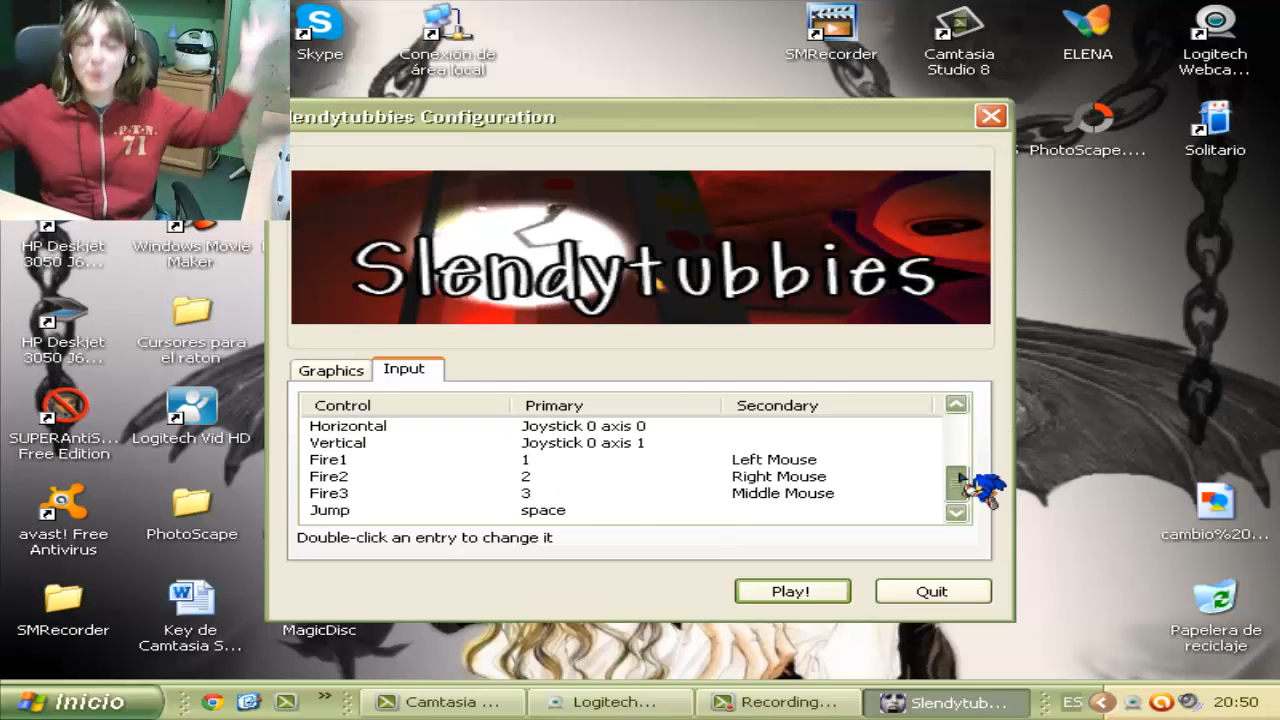 Skype
Conexión de
área local
SMRecorder
Camtasia
Studio 8
ELENA
Logitech
Webca...
P.T.N.
71
lendytubbies Configuration
PhotoScape....
Solitario
Slendytubbies
HP Deskjet
3050 J6...
Windows Movie
Maker
HP Deskjet
3050 J6...
Cursores para
el raton
Graphics
Input
Control Primary Secondary
Horizontal Joystick 0 axis 0
Vertical Joystick 0 axis 1
Fire1 1 Left Mouse
Fire2 2 Right Mouse
Fire3 3 Middle Mouse
Jump space
Double-click an entry to change it
SUPERAntiS...
Free Edition
Logitech Vid HD
avast! Free
Antivirus
PhotoScape
cambio%20...
Play!
Quit
SMRecorder
Key de
Camtasia S...
MagicDisc
Papelera de
reciclaje
Inicio
Camtasia ...
Logitech...
Recording...
Slendytub...
ES
20:50